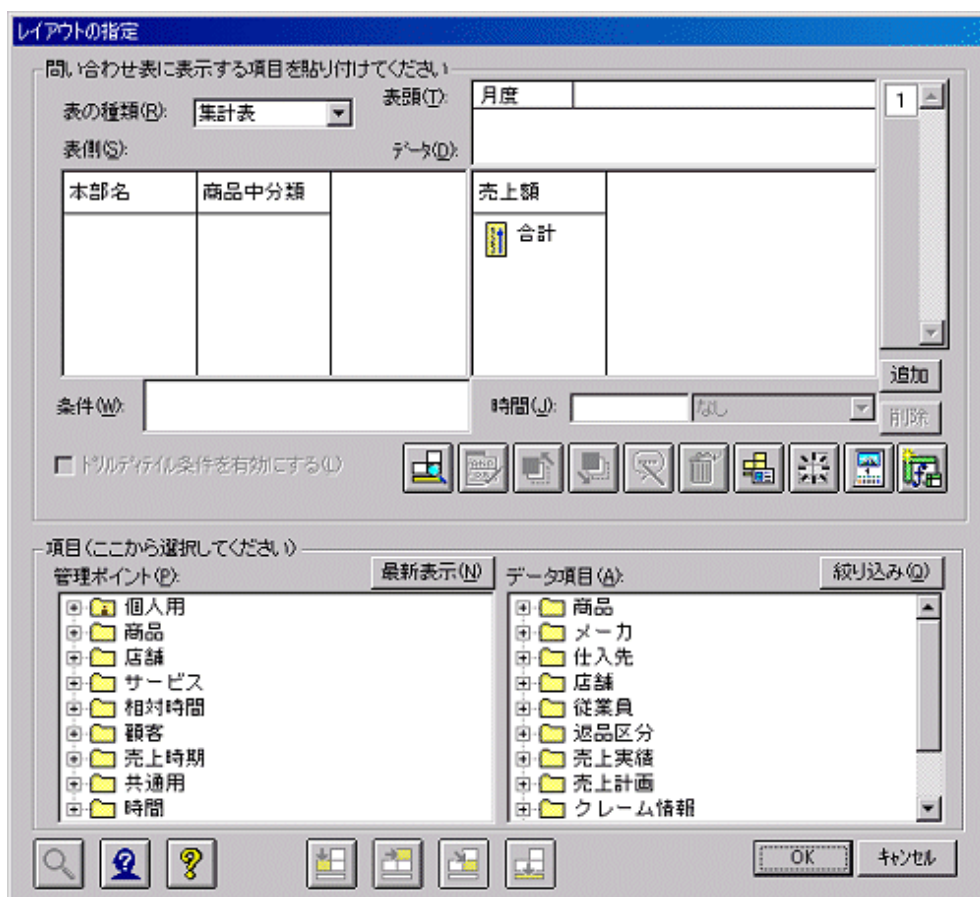 レイアウトの指定
問い合わせ表に表示する項目を貼り付けてください
表の種類(R): 集計表 表頭(T): 月度 1
表側(S): データ(D):
本部名 商品中分類 売上額
合計
追加
条件(W): 時間(J): なし 削除
ドリルディテイル条件を有効にする(L)
項目(ここから選択してください)
管理ポイント(P): 最新表示(N) データ項目(A): 絞り込み(Q)
個人用 商品
商品 メーカ
店舗 仕入先
サービス 店舗
相対時間 従業員
顧客 返品区分
売上時期 売上実績
共通用 売上計画
時間 クレーム情報
OK キャンセル